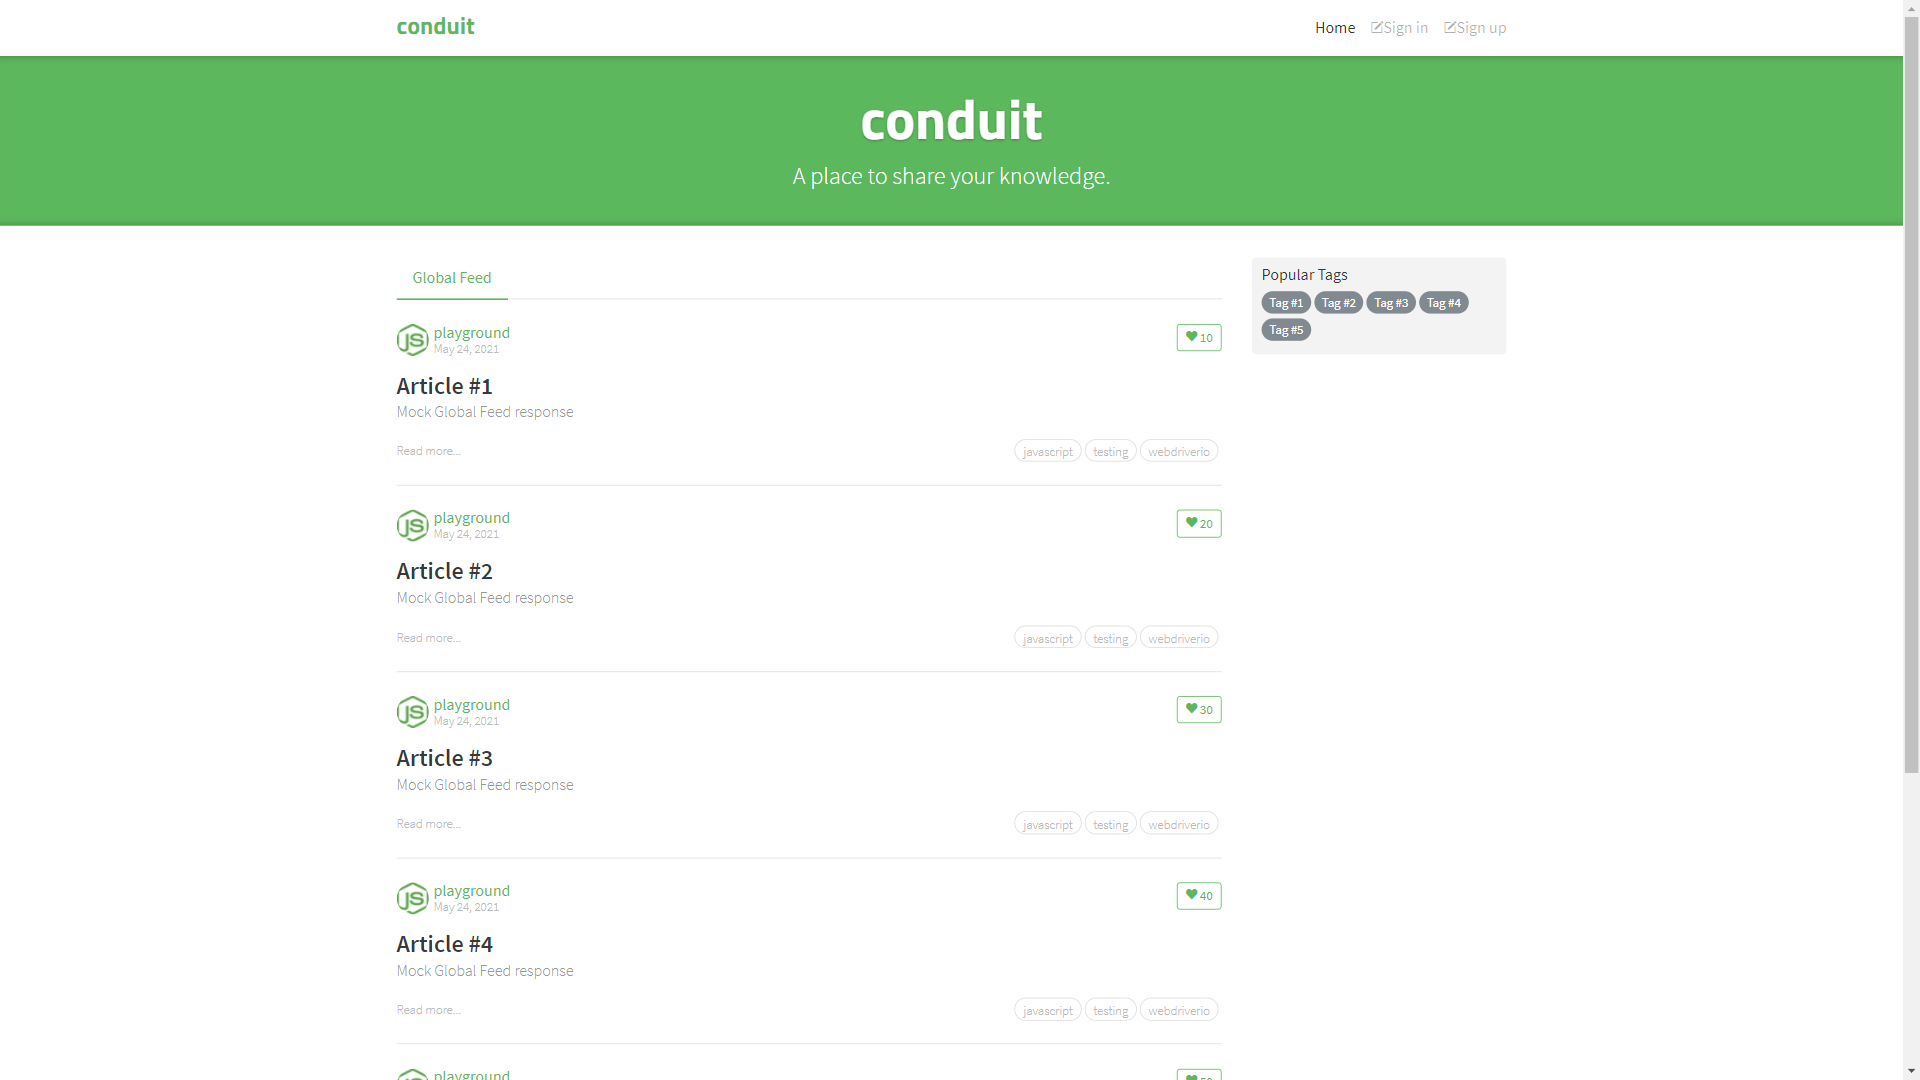 conduit
Home Sign in Sign up
conduit
A place to share your knowledge.
Global Feed
Popular Tags
Tag #1 Tag #2 Tag #3 Tag #4
Tag #5
playground
May 24, 2021
10
Article #1
Mock Global Feed response
Read more...
javascript testing webdriverio
playground
May 24, 2021
20
Article #2
Mock Global Feed response
Read more...
javascript testing webdriverio
playground
May 24, 2021
30
Article #3
Mock Global Feed response
Read more...
javascript testing webdriverio
playground
May 24, 2021
40
Article #4
Mock Global Feed response
Read more...
javascript testing webdriverio
playground